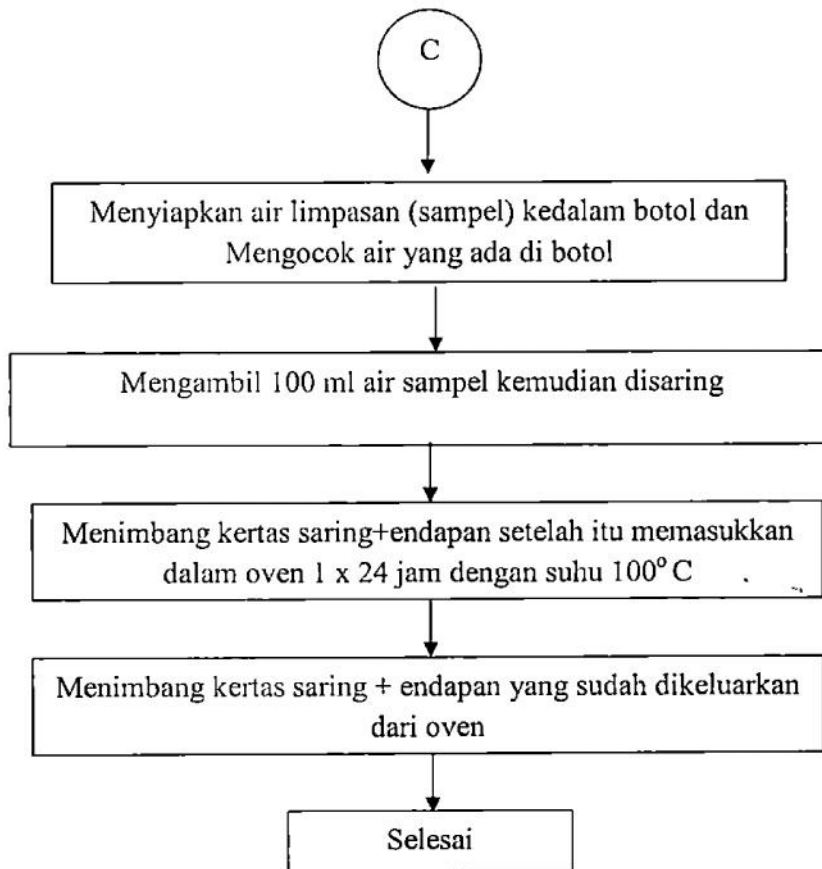 C
Menyiapkan air limpasan (sampel) kedalam botol dan
Mengocok air yang ada di botol
Mengambil 100 ml air sampel kemudian disaring
Menimbang kertas saring+endapan setelah itu memasukkan
dalam oven 1 x 24 jam dengan suhu 100° C
Menimbang kertas saring + endapan yang sudah dikeluarkan
dari oven
Selesai